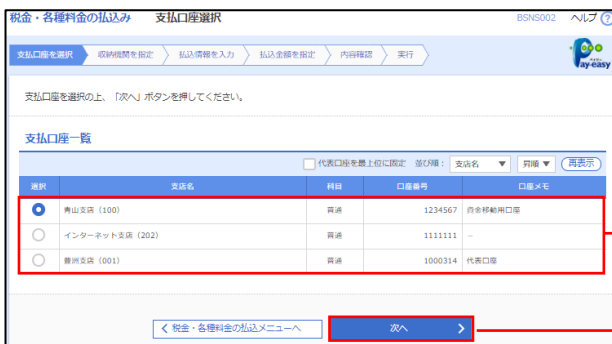 税金・各種料金の払込み 支払口座選択 BSNS002 ヘルプ ?
支払口座を選択 収納機関を指定 払込情報を入力 払込金額を指定 内容確認 実行 Pay-easy
支払口座を選択の上、「次へ」ボタンを押してください。
支払口座一覧
代表口座を最上位に固定 並び順： 支店名 ▼ 昇順 ▼ 再表示
選択 支店名 科目 口座番号 口座メモ
青山支店（100） 普通 1234567 資金移動用口座
インターネット支店（202） 普通 1111111 －
豊洲支店（001） 普通 1000314 代表口座
税金・各種料金の払込メニューへ 次へ